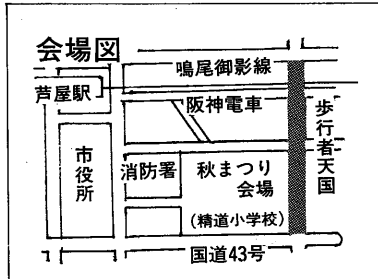 会場図
鳴尾御影線
芦屋駅
阪神電車
歩行者天国
市役所
消防署
秋まつり
会場
(精道小学校)
国道43号